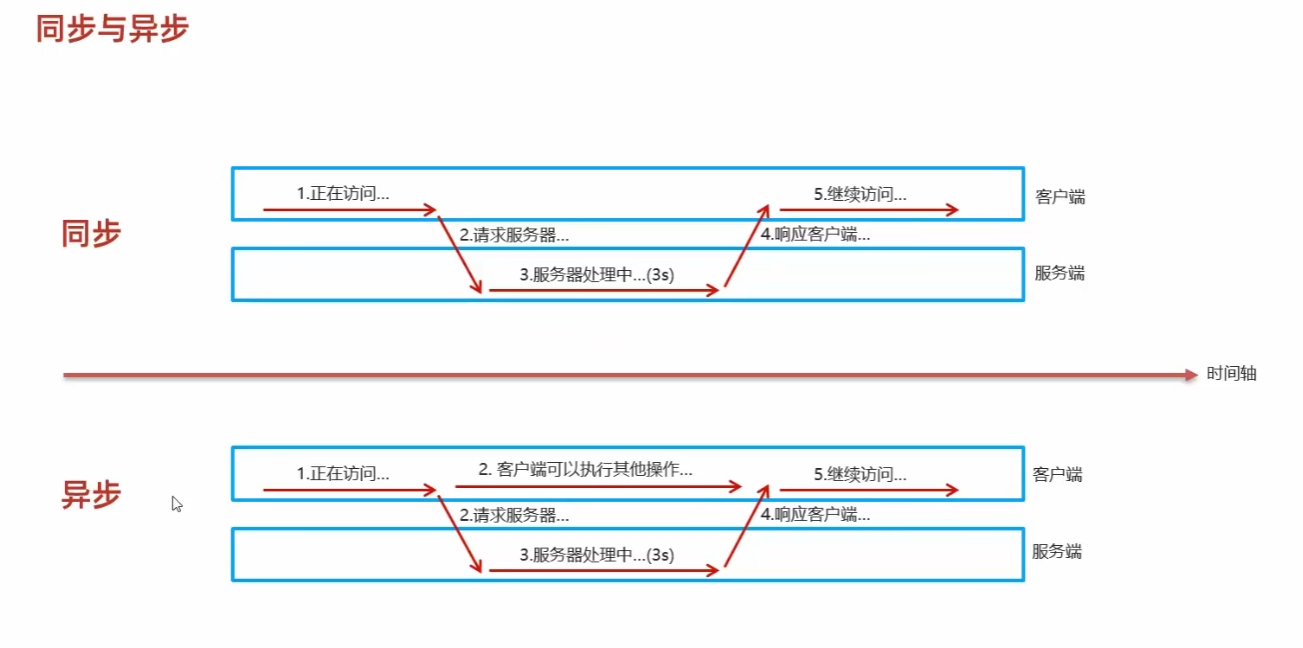 同步与异步
1.正在访问...
5.继续访问...
客户端
同步
2.请求服务器...
4.响应客户端...
3.服务器处理中...(3s)
服务端
时间轴
1.正在访问...
2. 客户端可以执行其他操作...
5.继续访问...
客户端
异步
2.请求服务器...
4.响应客户端...
3.服务器处理中...(3s)
服务端